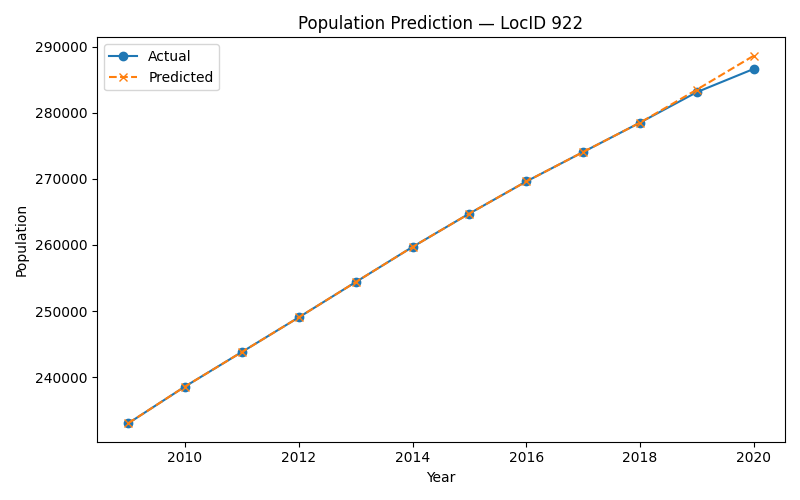 Population Prediction — LocID 922
Actual
Predicted
290000
280000
270000
260000
250000
240000
Population
2010 2012 2014 2016 2018 2020
Year